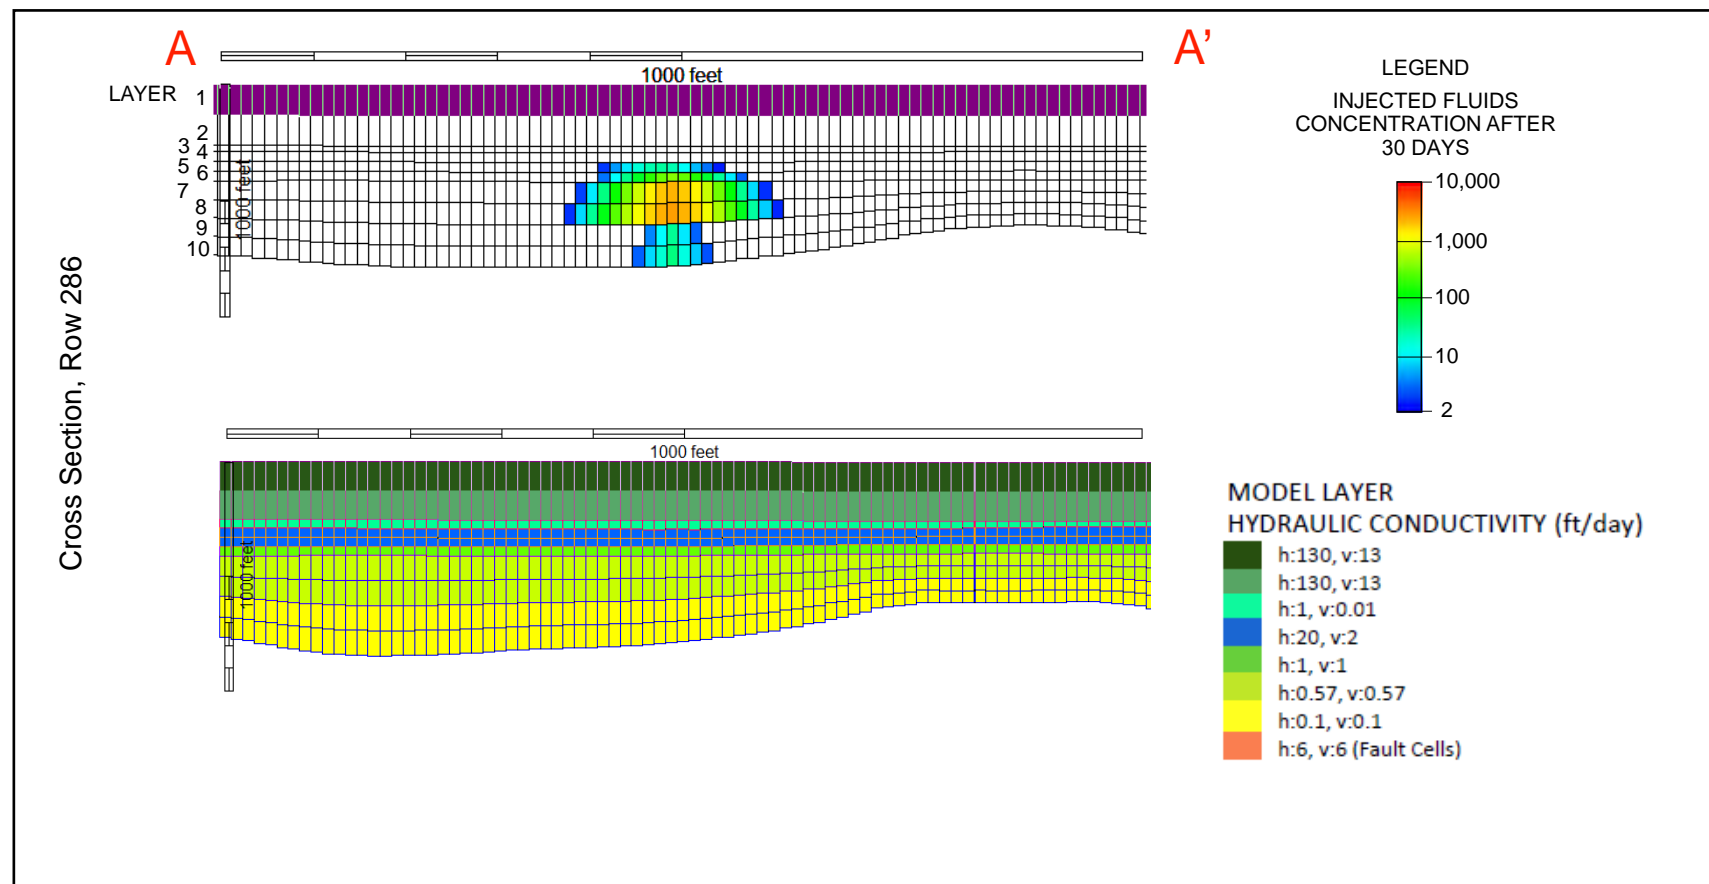 A
A’
1000 feet
LAYER 1
2
3 4
5 6
7
8
9
10
1000 feet
Cross Section, Row 286
LEGEND
INJECTED FLUIDS
CONCENTRATION AFTER
30 DAYS
10,000
1,000
100
10
2
1000 feet
1000 feet
MODEL LAYER
HYDRAULIC CONDUCTIVITY (ft/day)
h:130, v:13
h:130, v:13
h:1, v:0.01
h:20, v:2
h:1, v:1
h:0.57, v:0.57
h:0.1, v:0.1
h:6, v:6 (Fault Cells)